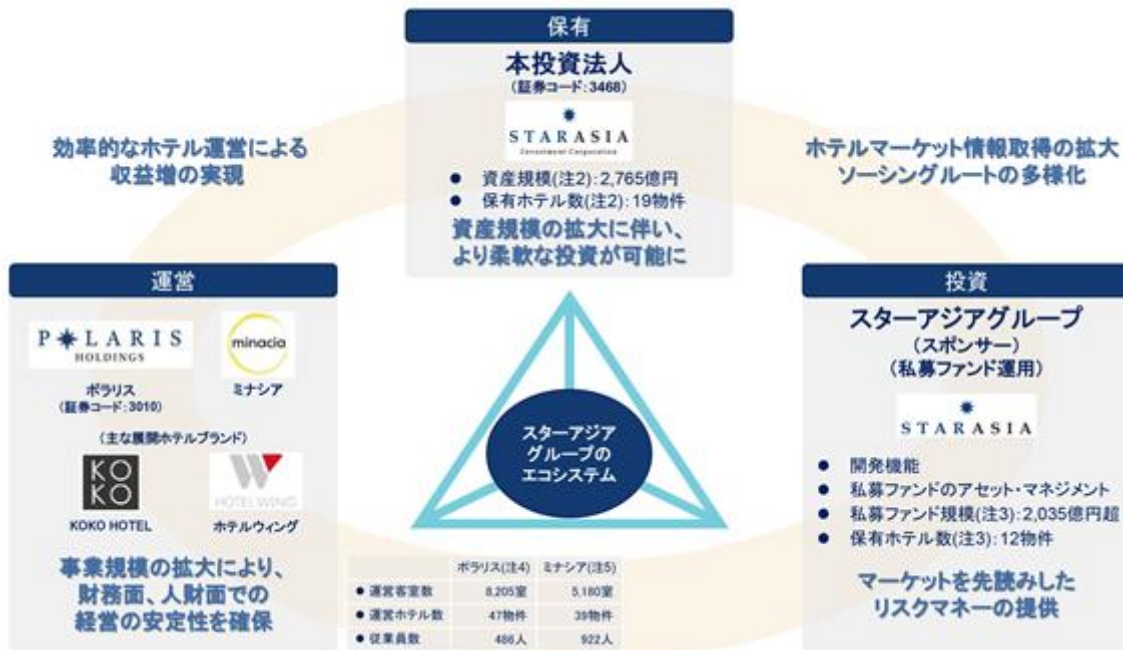 保有
本投資法人
(証券コード:3468)
STARASIA
Investment Corporation
● 資産規模(注2):2,765億円
● 保有ホテル数(注2):19物件
資産規模の拡大に伴い、
より柔軟な投資が可能に
効率的なホテル運営による
収益増の実現
ホテルマーケット情報取得の拡大
ソーシングルートの多様化
運営
POLARIS
HOLDINGS
ポラリス
(証券コード:3010)
minacia
ミナシア
(主な展開ホテルブランド)
KO
KO
KOKO HOTEL
HOTEL WING
ホテルウィング
事業規模の拡大により、
財務面、人財面での
経営の安定性を確保
スターアジア
グループの
エコシステム
投資
スターアジアグループ
(スポンサー)
(私募ファンド運用)
STARASIA
● 開発機能
● 私募ファンドのアセット・マネジメント
● 私募ファンド規模(注3):2,035億円超
● 保有ホテル数(注3):12物件
マーケットを先読みした
リスクマネーの提供
ポラリス(注4) ミナシア(注5)
● 運営客室数 8,205室 5,180室
● 運営ホテル数 47物件 39物件
● 従業員数 486人 922人